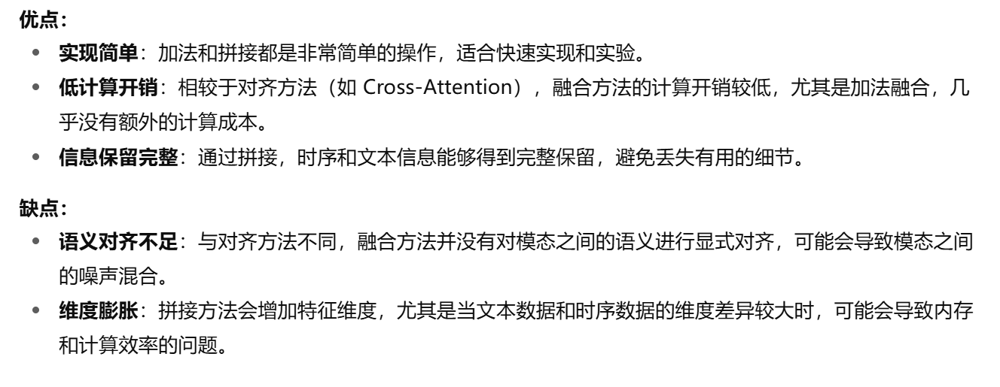 优点：
• 实现简单：加法和拼接都是非常简单的操作，适合快速实现和实验。
• 低计算开销：相较于对齐方法（如 Cross-Attention），融合方法的计算开销较低，尤其是加法融合，几
乎没有额外的计算成本。
• 信息保留完整：通过拼接，时序和文本信息能够得到完整保留，避免丢失有用的细节。
缺点：
• 语义对齐不足：与对齐方法不同，融合方法并没有对模态之间的语义进行显式对齐，可能会导致模态之间
的噪声混合。
• 维度膨胀：拼接方法会增加特征维度，尤其是当文本数据和时序数据的维度差异较大时，可能会导致内存
和计算效率的问题。